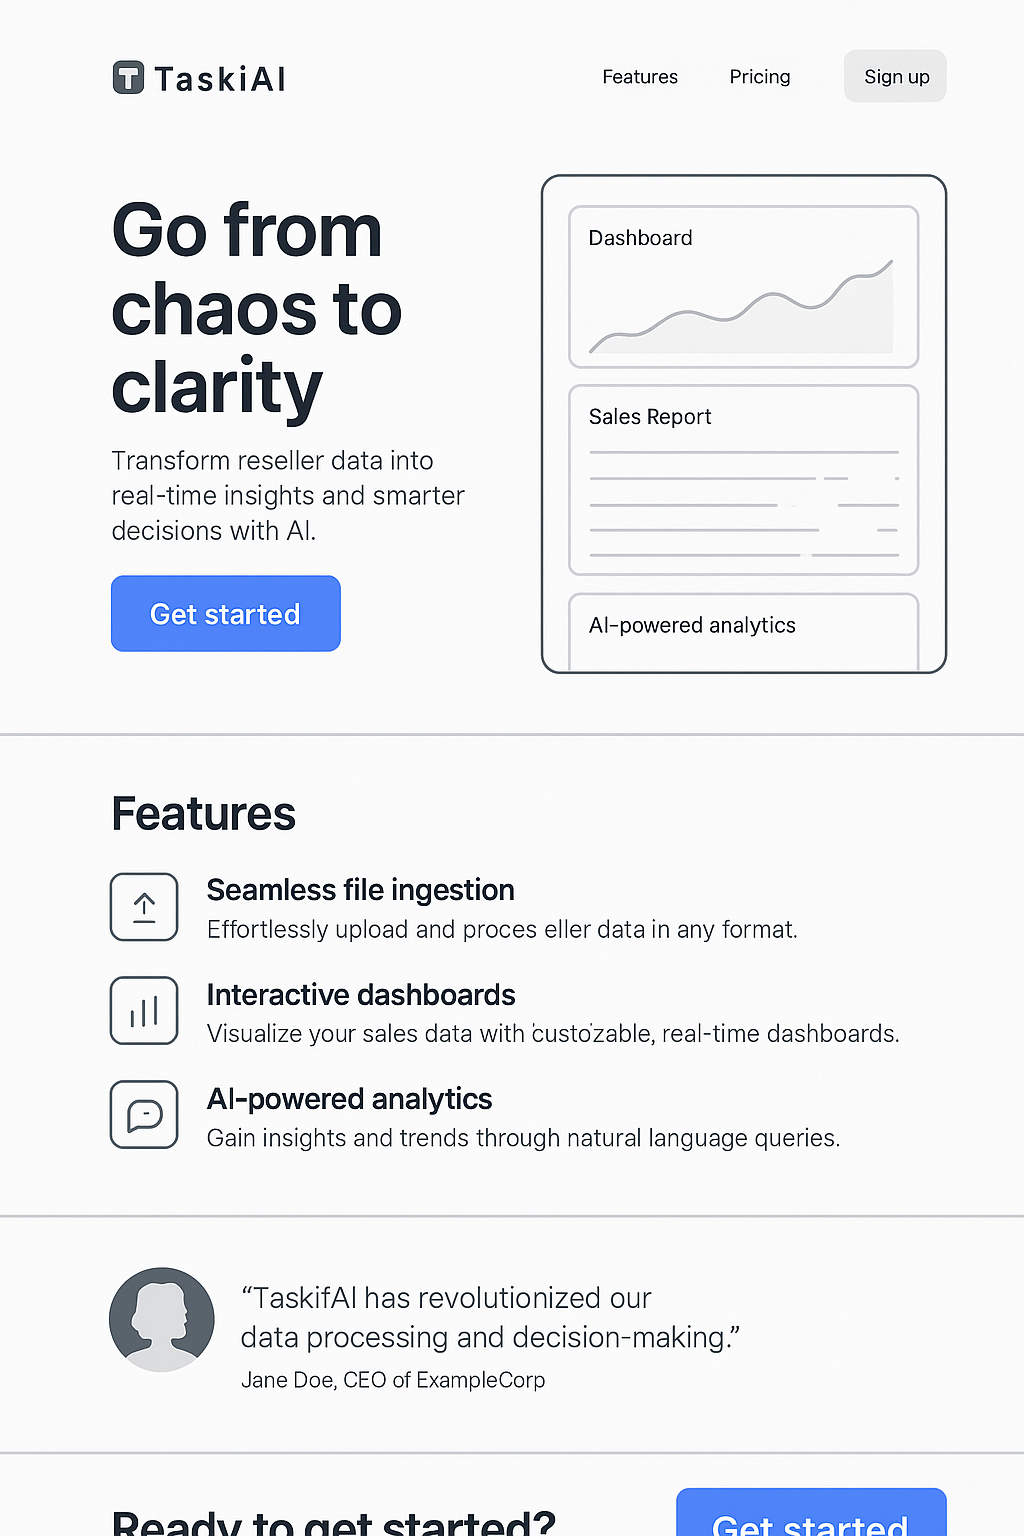 T TaskiAI
Features Pricing Sign up
Go from
chaos to
clarity
Transform reseller data into
real-time insights and smarter
decisions with AI.
Get started
Dashboard
Sales Report
AI-powered analytics
Features
Seamless file ingestion
Effortlessly upload and proces eller data in any format.
Interactive dashboards
Visualize your sales data with custozable, real-time dashboards.
AI-powered analytics
Gain insights and trends through natural language queries.
“TaskifAI has revolutionized our
data processing and decision-making.”
Jane Doe, CEO of ExampleCorp
Ready to get started?
Get started